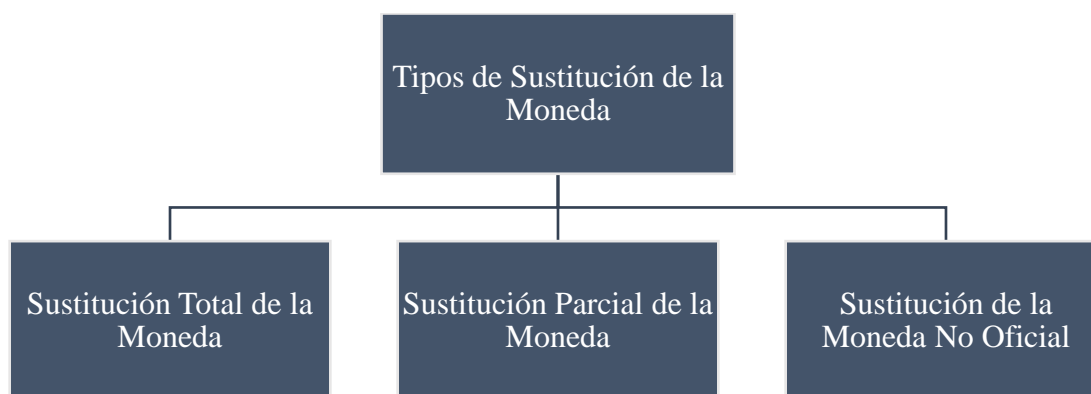 Tipos de Sustitución de la
Moneda
Sustitución Total de la
Moneda
Sustitución Parcial de la
Moneda
Sustitución de la
Moneda No Oficial